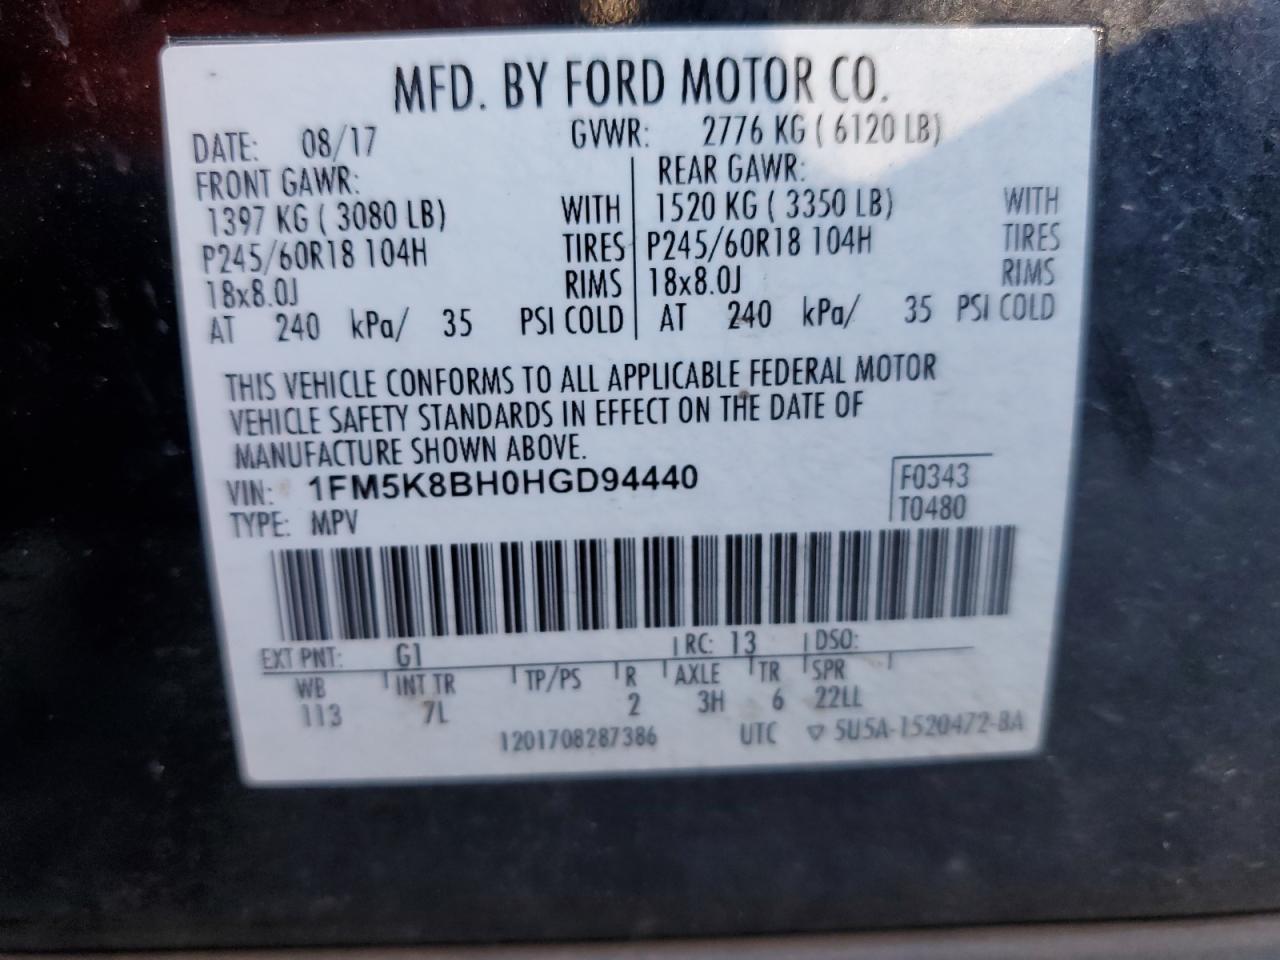 MFD. BY FORD MOTOR CO.
DATE: 08/17 GVWR: 2776 KG ( 6120 LB)
FRONT GAWR: REAR GAWR:
1397 KG ( 3080 LB) WITH 1520 KG ( 3350 LB) WITH
P245/60R18 104H TIRES P245/60R18 104H TIRES
18x8.0J RIMS 18x8.0J RIMS
AT 240 kPa/ 35 PSI COLD AT 240 kPa/ 35 PSI COLD
THIS VEHICLE CONFORMS TO ALL APPLICABLE FEDERAL MOTOR
VEHICLE SAFETY STANDARDS IN EFFECT ON THE DATE OF
MANUFACTURE SHOWN ABOVE.
VIN: 1FM5K8BH0HGD94440 F0343
TYPE: MPV T0480
EXT PNT: G1 RC: 13 DSO:
WB INT TR TP/PS R AXLE TR SPR
113 7L 2 3H 6 22LL
1201708287386 UTC ▽ 5U5A-1520472-BA